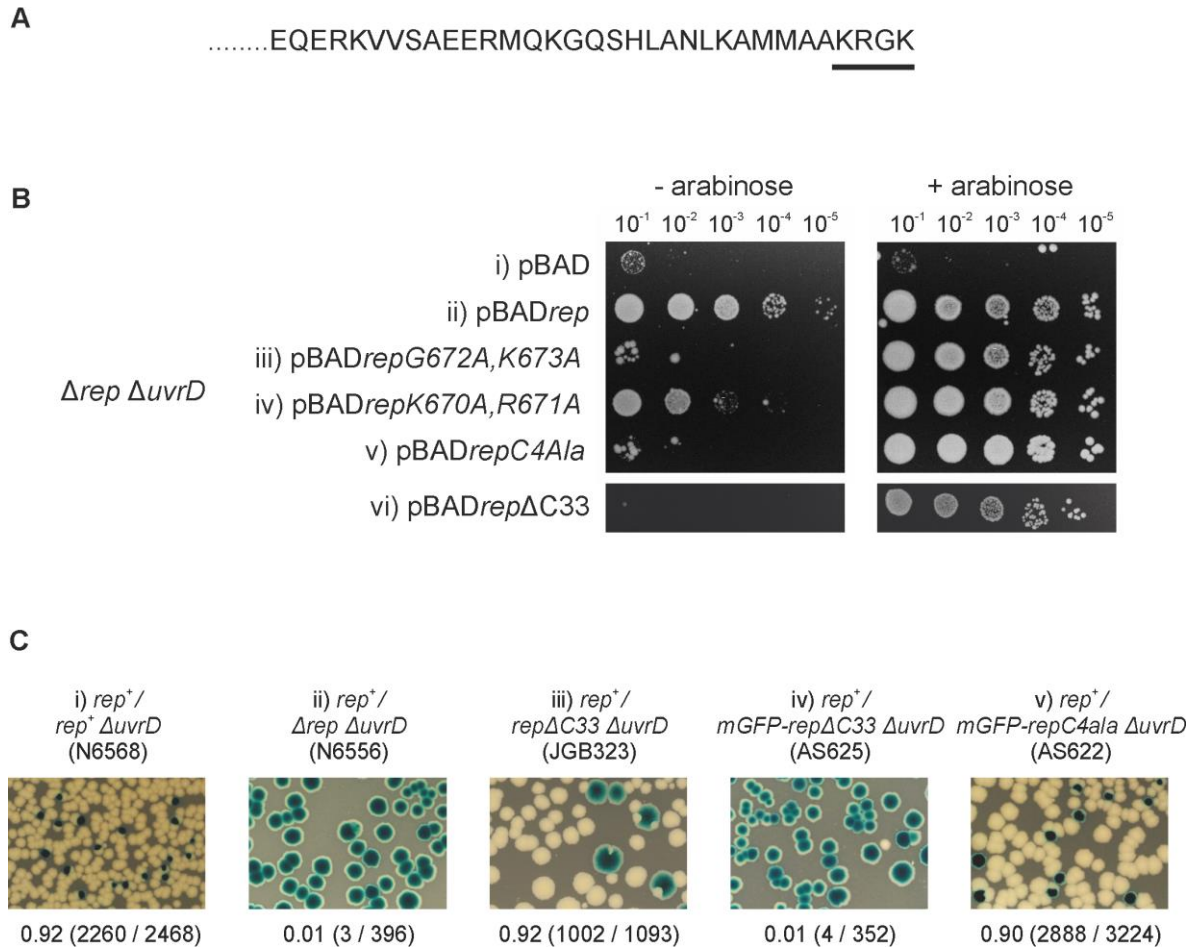 A
........EQERKVVSAEERMQKGQSHLANLKAMMAAKRGK
B
- arabinose
+ arabinose
10-1 10-2 10-3 10-4 10-5
10-1 10-2 10-3 10-4 10-5
Δrep ΔuvrD
i) pBAD
ii) pBADrep
iii) pBADrepG672A,K673A
iv) pBADrepK670A,R671A
v) pBADrepC4Ala
vi) pBADrepΔC33
C
i) rep+/
rep+ ΔuvrD
(N6568)
0.92 (2260 / 2468)
ii) rep+/
Δrep ΔuvrD
(N6556)
0.01 (3 / 396)
iii) rep+/
repΔC33 ΔuvrD
(JGB323)
0.92 (1002 / 1093)
iv) rep+/
mGFP-repΔC33 ΔuvrD
(AS625)
0.01 (4 / 352)
v) rep+/
mGFP-repC4ala ΔuvrD
(AS622)
0.90 (2888 / 3224)